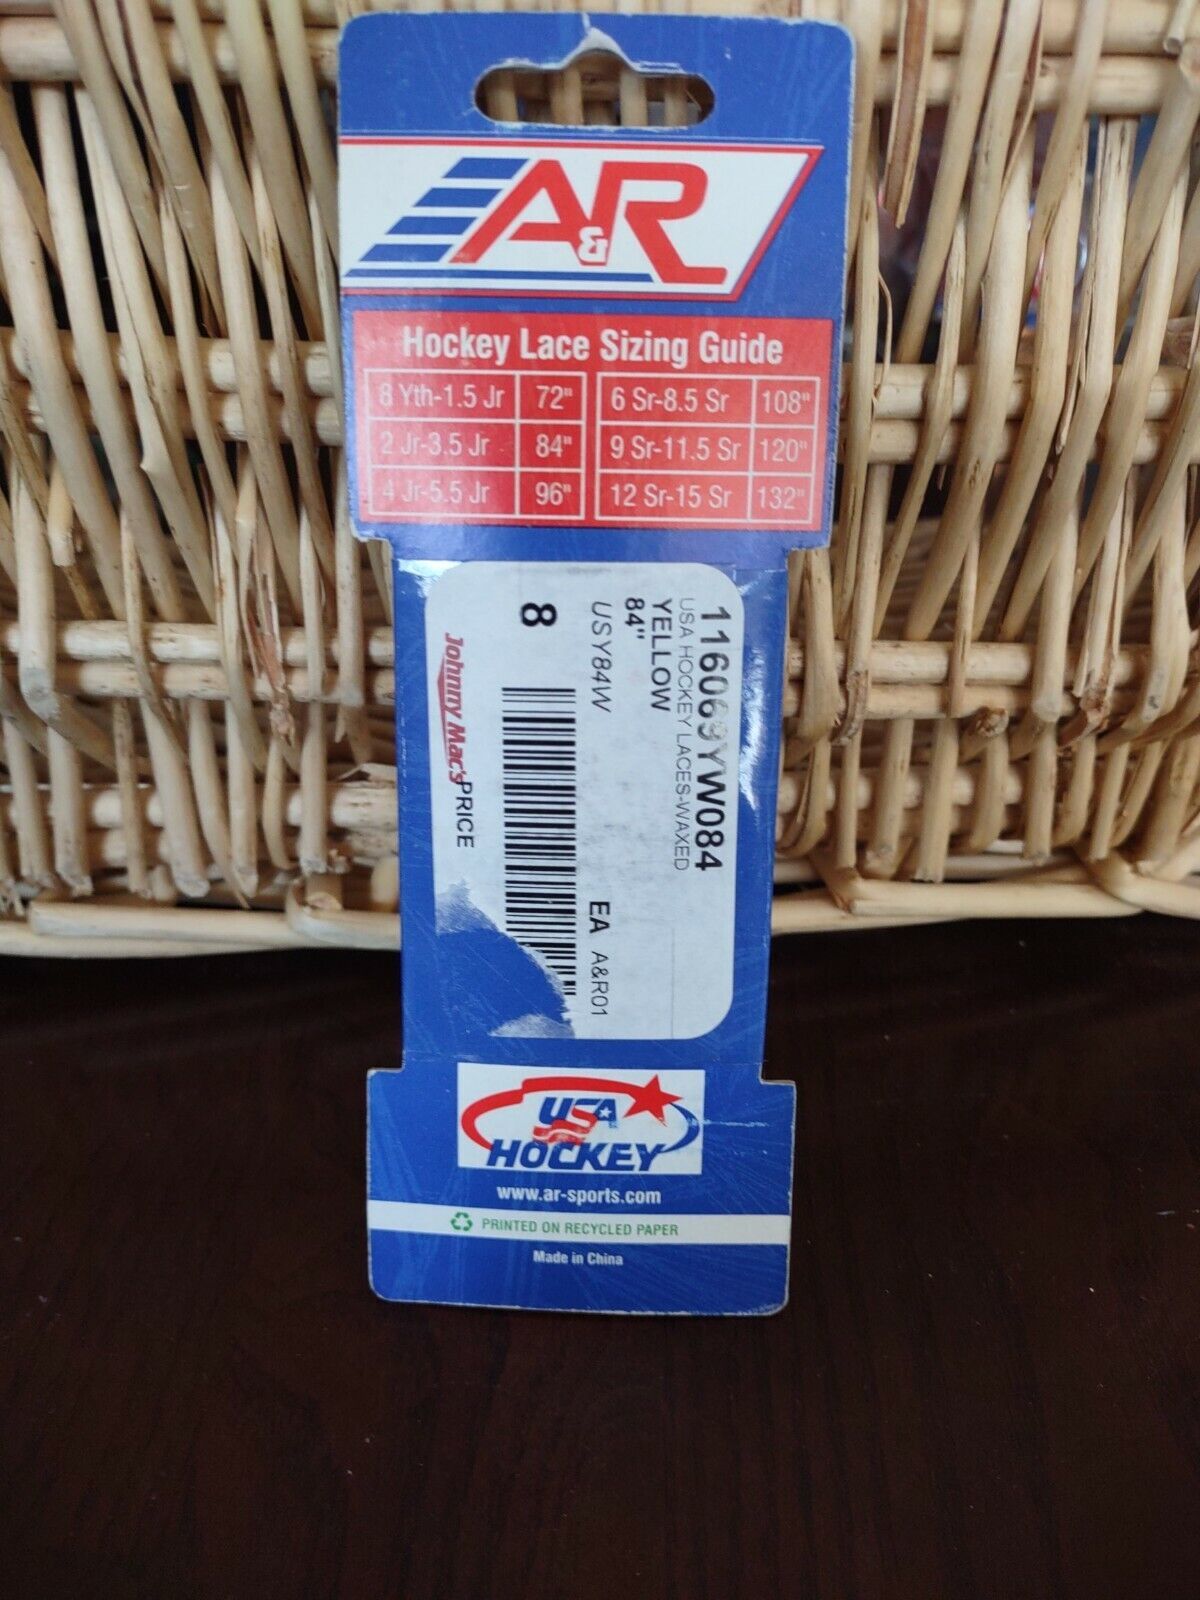 A&R
Hockey Lace Sizing Guide
8 Yth-1.5 Jr 72" 6 Sr-8.5 Sr 108"
2 Jr-3.5 Jr 84" 9 Sr-11.5 Sr 120"
4 Jr-5.5 Jr 96" 12 Sr-15 Sr 132"
116069YW084
USA HOCKEY LACES-WAXED
YELLOW
84"
USY84W EA A&R01
8
Johnny Mac's PRICE
USA
HOCKEY
www.ar-sports.com
PRINTED ON RECYCLED PAPER
Made in China